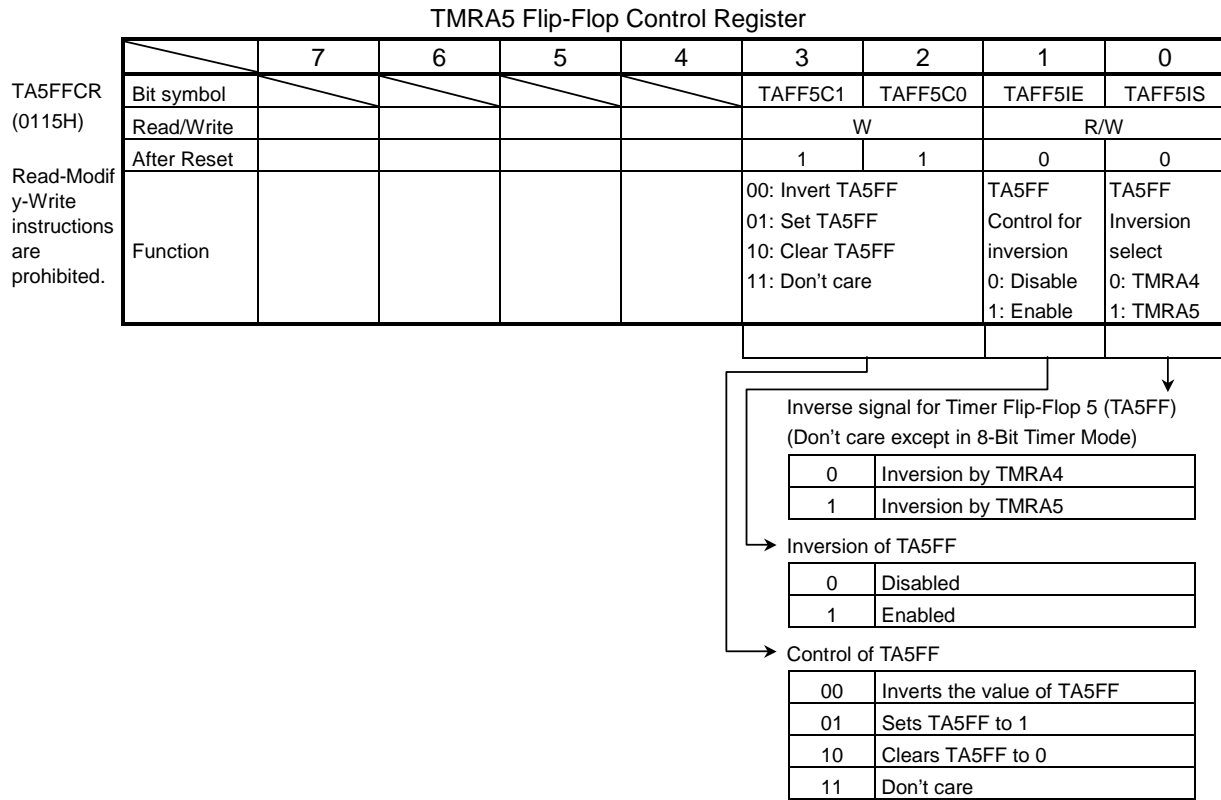 TMRA5 Flip-Flop Control Register
7 6 5 4 3 2 1 0
TA5FFCR
(0115H)
Read-Modif
y-Write
instructions
are
prohibited.
Bit symbol TAFF5C1 TAFF5C0 TAFF5IE TAFF5IS
Read/Write W R/W
After Reset 1 1 0 0
Function
00: Invert TA5FF
01: Set TA5FF
10: Clear TA5FF
11: Don't care
TA5FF
Control for
inversion
0: Disable
1: Enable
TA5FF
Inversion
select
0: TMRA4
1: TMRA5
Inverse signal for Timer Flip-Flop 5 (TA5FF)
(Don't care except in 8-Bit Timer Mode)
0 Inversion by TMRA4
1 Inversion by TMRA5
Inversion of TA5FF
0 Disabled
1 Enabled
Control of TA5FF
00 Inverts the value of TA5FF
01 Sets TA5FF to 1
10 Clears TA5FF to 0
11 Don't care